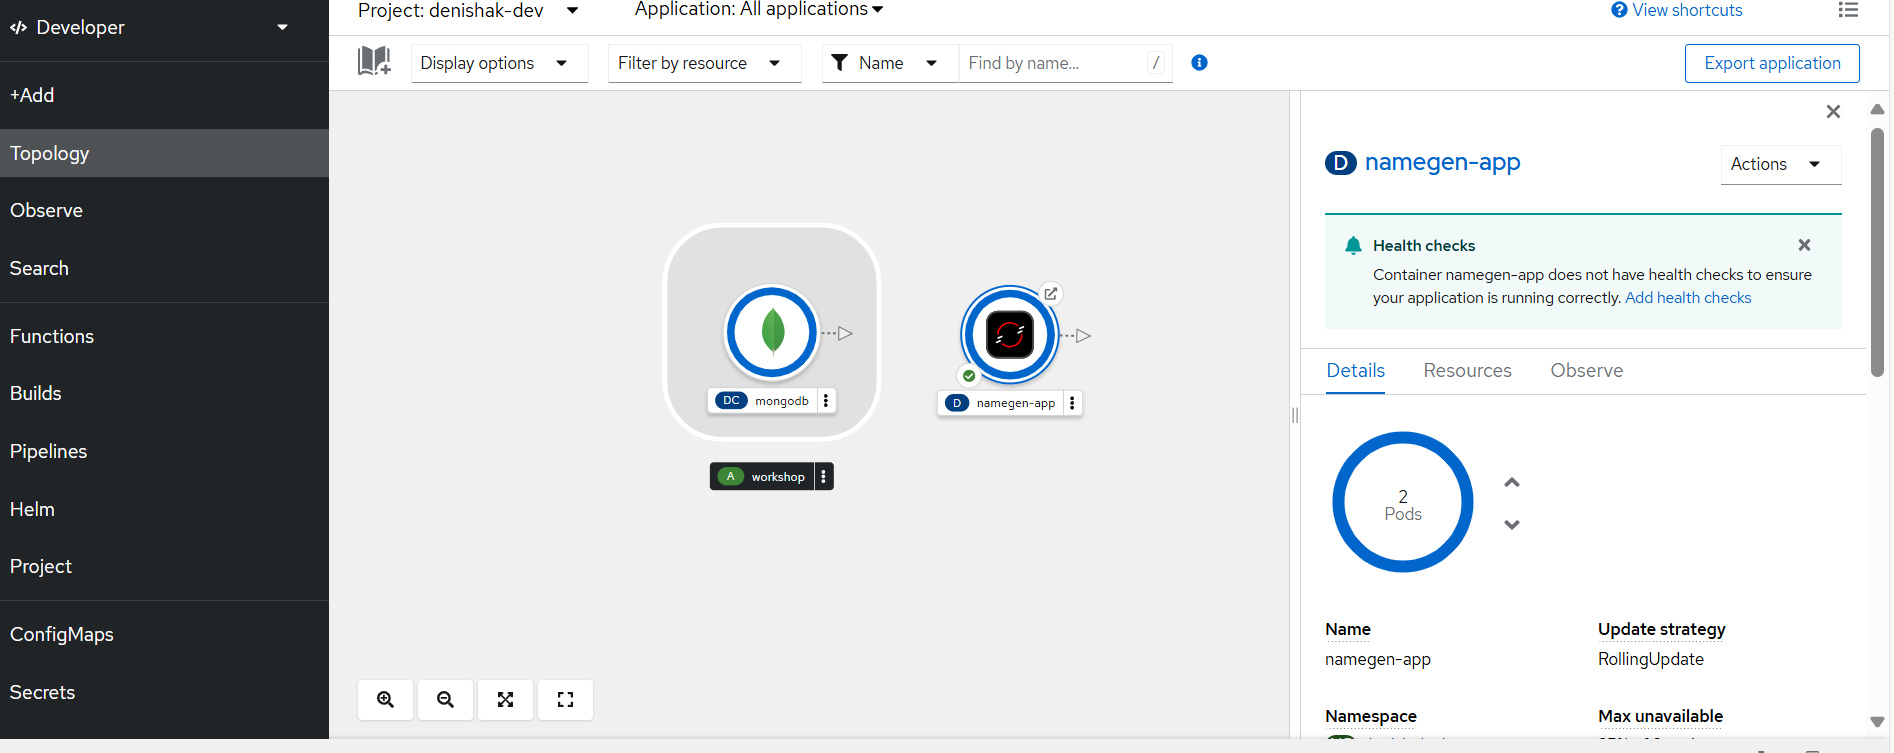 Project: denishak-dev
Application: All applications
View shortcuts
Developer
Display options
Filter by resource
Name
Find by name...
/
Export application
+Add
Topology
Observe
Search
Functions
Builds
Pipelines
Helm
Project
ConfigMaps
Secrets
DC mongodb
D namegen-app
A workshop
D namegen-app
Actions
Health checks
Container namegen-app does not have health checks to ensure
your application is running correctly. Add health checks
Details Resources Observe
2
Pods
Name
namegen-app
Update strategy
RollingUpdate
Namespace
Max unavailable